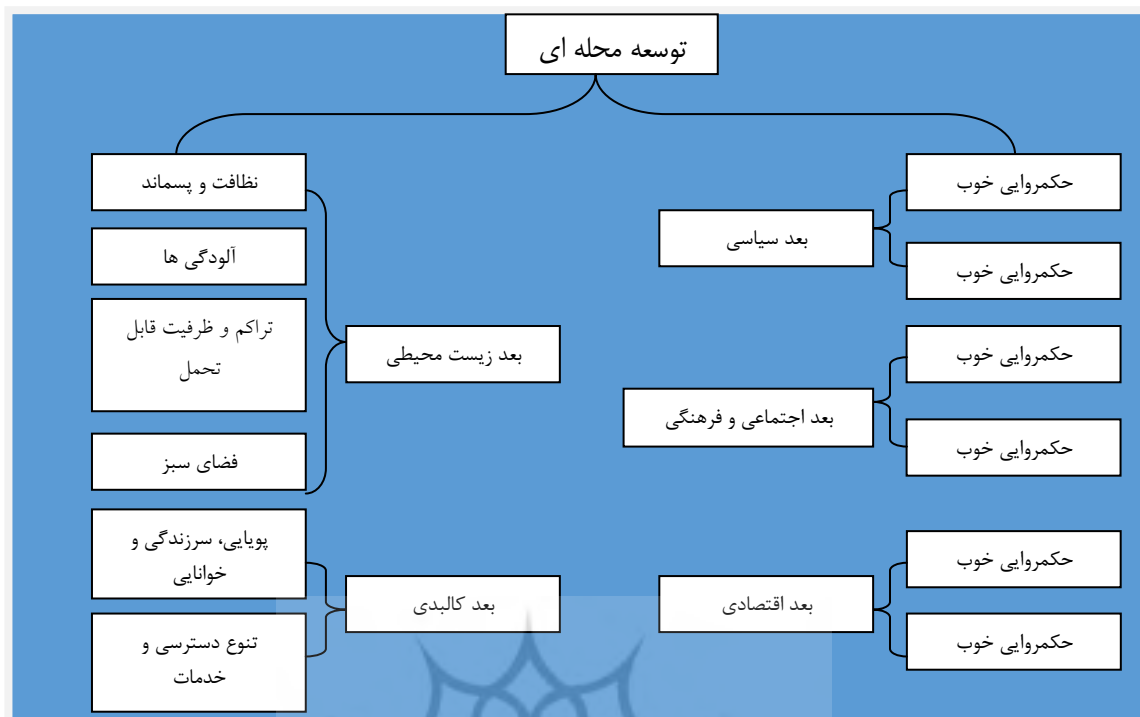 توسعه محله ای
حکمروایی خوب
بعد سیاسی
حکمروایی خوب
حکمروایی خوب
بعد اجتماعی و فرهنگی
حکمروایی خوب
حکمروایی خوب
بعد اقتصادی
حکمروایی خوب
نظافت و پسماند
آلودگی ها
تراکم و ظرفیت قابل
تحمل
بعد زیست محیطی
فضای سبز
پویایی، سرزندگی و
خوانایی
بعد کالبدی
تنوع دسترسی و
خدمات